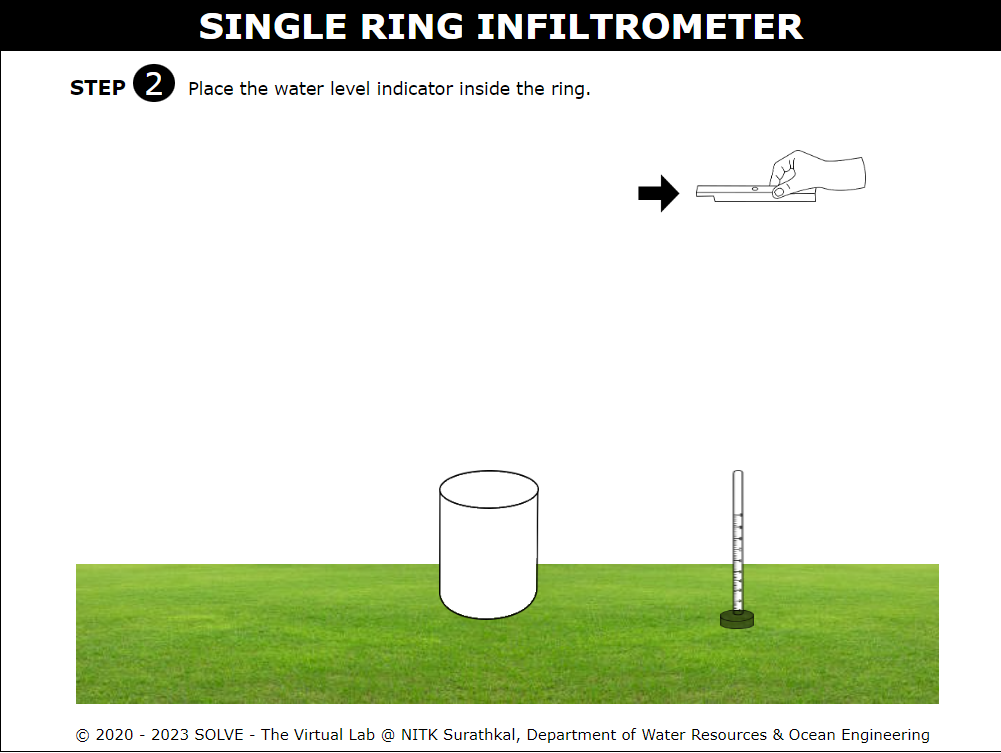 SINGLE RING INFILTROMETER
STEP 2 Place the water level indicator inside the ring.
© 2020 - 2023 SOLVE - The Virtual Lab @ NITK Surathkal, Department of Water Resources & Ocean Engineering